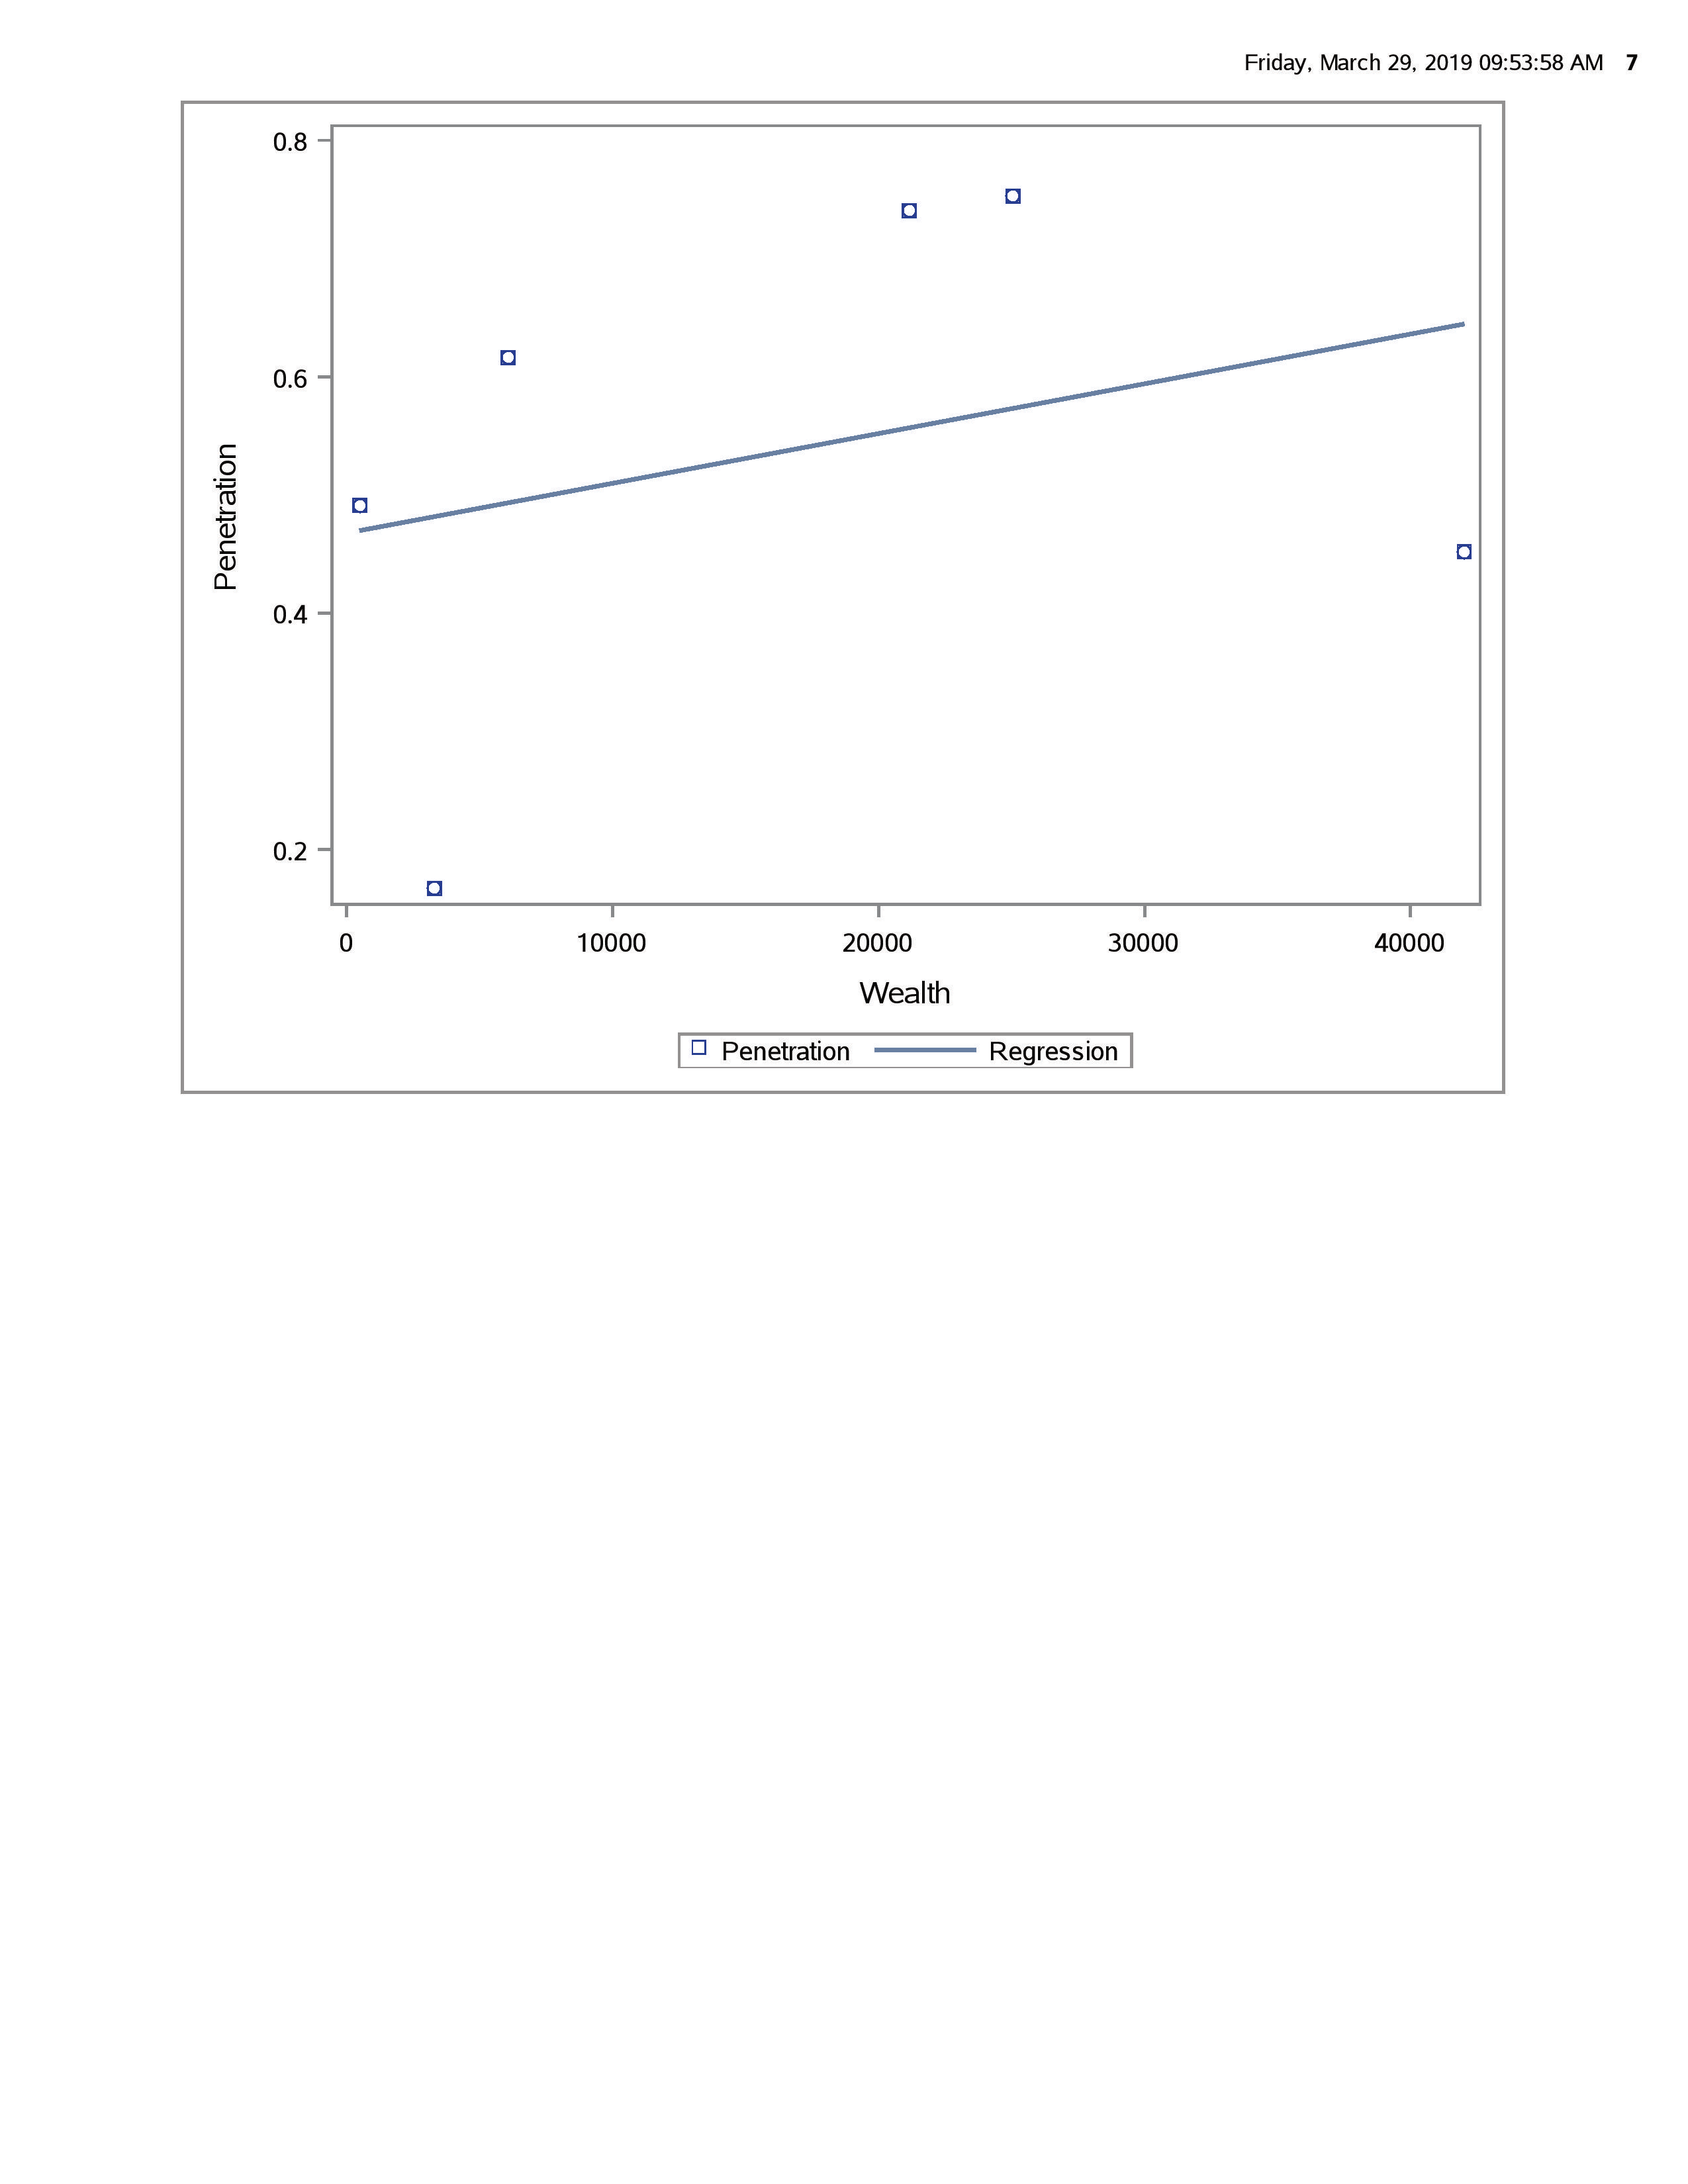 Friday, March 29, 2019 09:53:58 AM 7
0.8
0.6
0.4
0.2
Penetration
0 10000 20000 30000 40000
Wealth
Penetration Regression